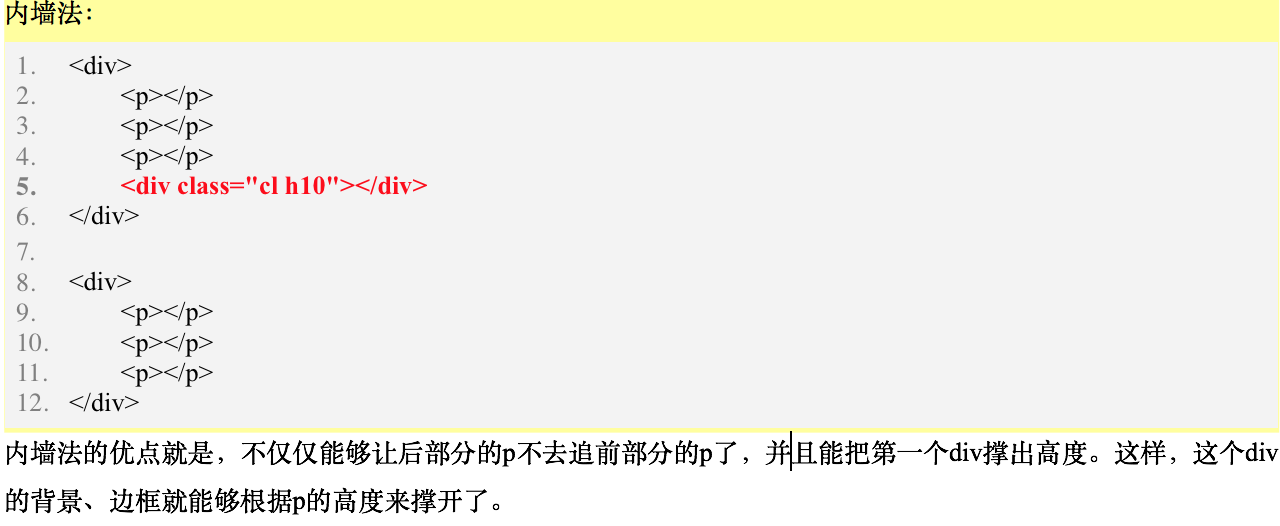 内墙法：
1. <div>
2. <p></p>
3. <p></p>
4. <p></p>
5. <div class="cl h10"></div>
6. </div>
7.
8. <div>
9. <p></p>
10. <p></p>
11. <p></p>
12. </div>
内墙法的优点就是，不仅仅能够让后部分的p不去追前部分的p了，并且能把第一个div撑出高度。这样，这个div
的背景、边框就能够根据p的高度来撑开了。